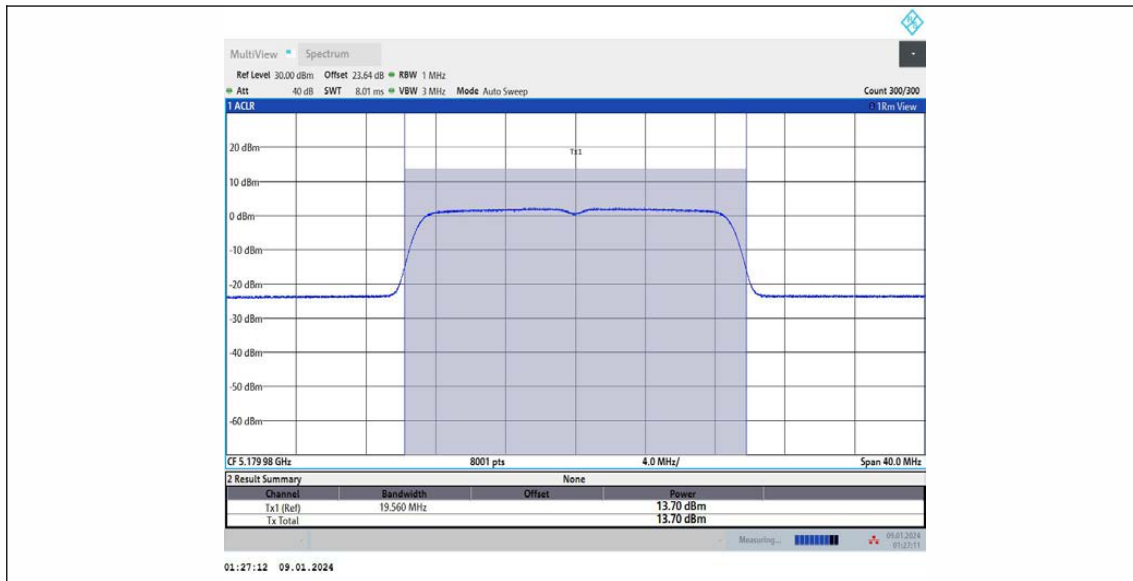 MultiView Spectrum
Ref Level 30.00 dBm Offset 23.64 dB RBW 1 MHz
Att 40 dB SWT 8.01 ms VBW 3 MHz Mode Auto Sweep Count 300/300
1 ACLR 1Rm View
20 dBm
Tx1
10 dBm
0 dBm
-10 dBm
-20 dBm
-30 dBm
-40 dBm
-50 dBm
-60 dBm
CF 5.179 98 GHz 8001 pts 4.0 MHz/ Span 40.0 MHz
2 Result Summary None
Channel Bandwidth Offset Power
Tx1 (Ref) 19.560 MHz 13.70 dBm
Tx Total 13.70 dBm
Measuring... 09.01.2024
01:27:11
01:27:12 09.01.2024